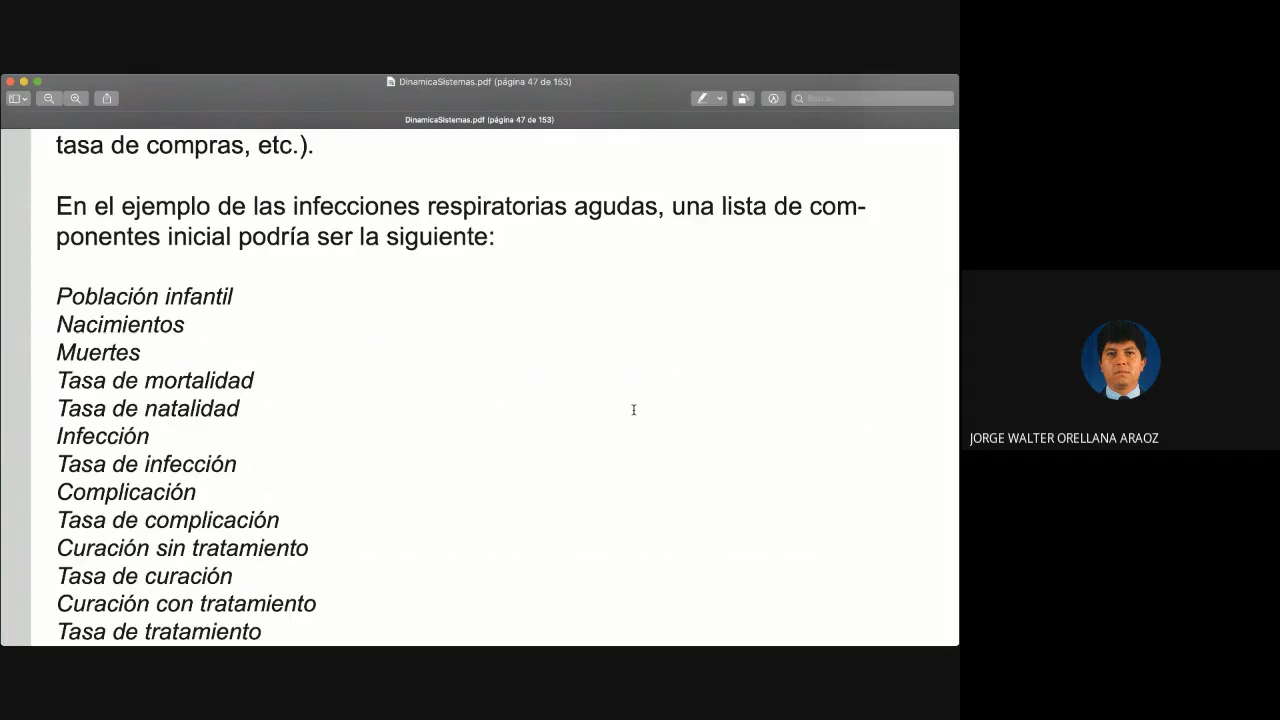 DinamicaSistemas.pdf (página 47 de 153)
Buscar
DinamicaSistemas.pdf (página 47 de 153)
tasa de compras, etc.).
En el ejemplo de las infecciones respiratorias agudas, una lista de com-
ponentes inicial podría ser la siguiente:
Población infantil
Nacimientos
Muertes
Tasa de mortalidad
Tasa de natalidad
Infección
Tasa de infección
Complicación
Tasa de complicación
Curación sin tratamiento
Tasa de curación
Curación con tratamiento
Tasa de tratamiento
JORGE WALTER ORELLANA ARAOZ